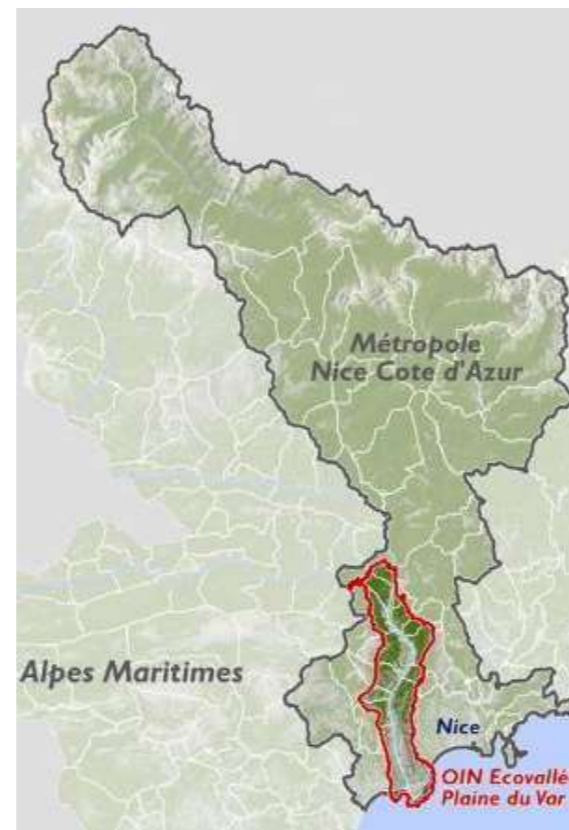 Métropole
Nice Cote d'Azur
Alpes Maritimes
Nice
OIN Ecovallé
Plaine du Var